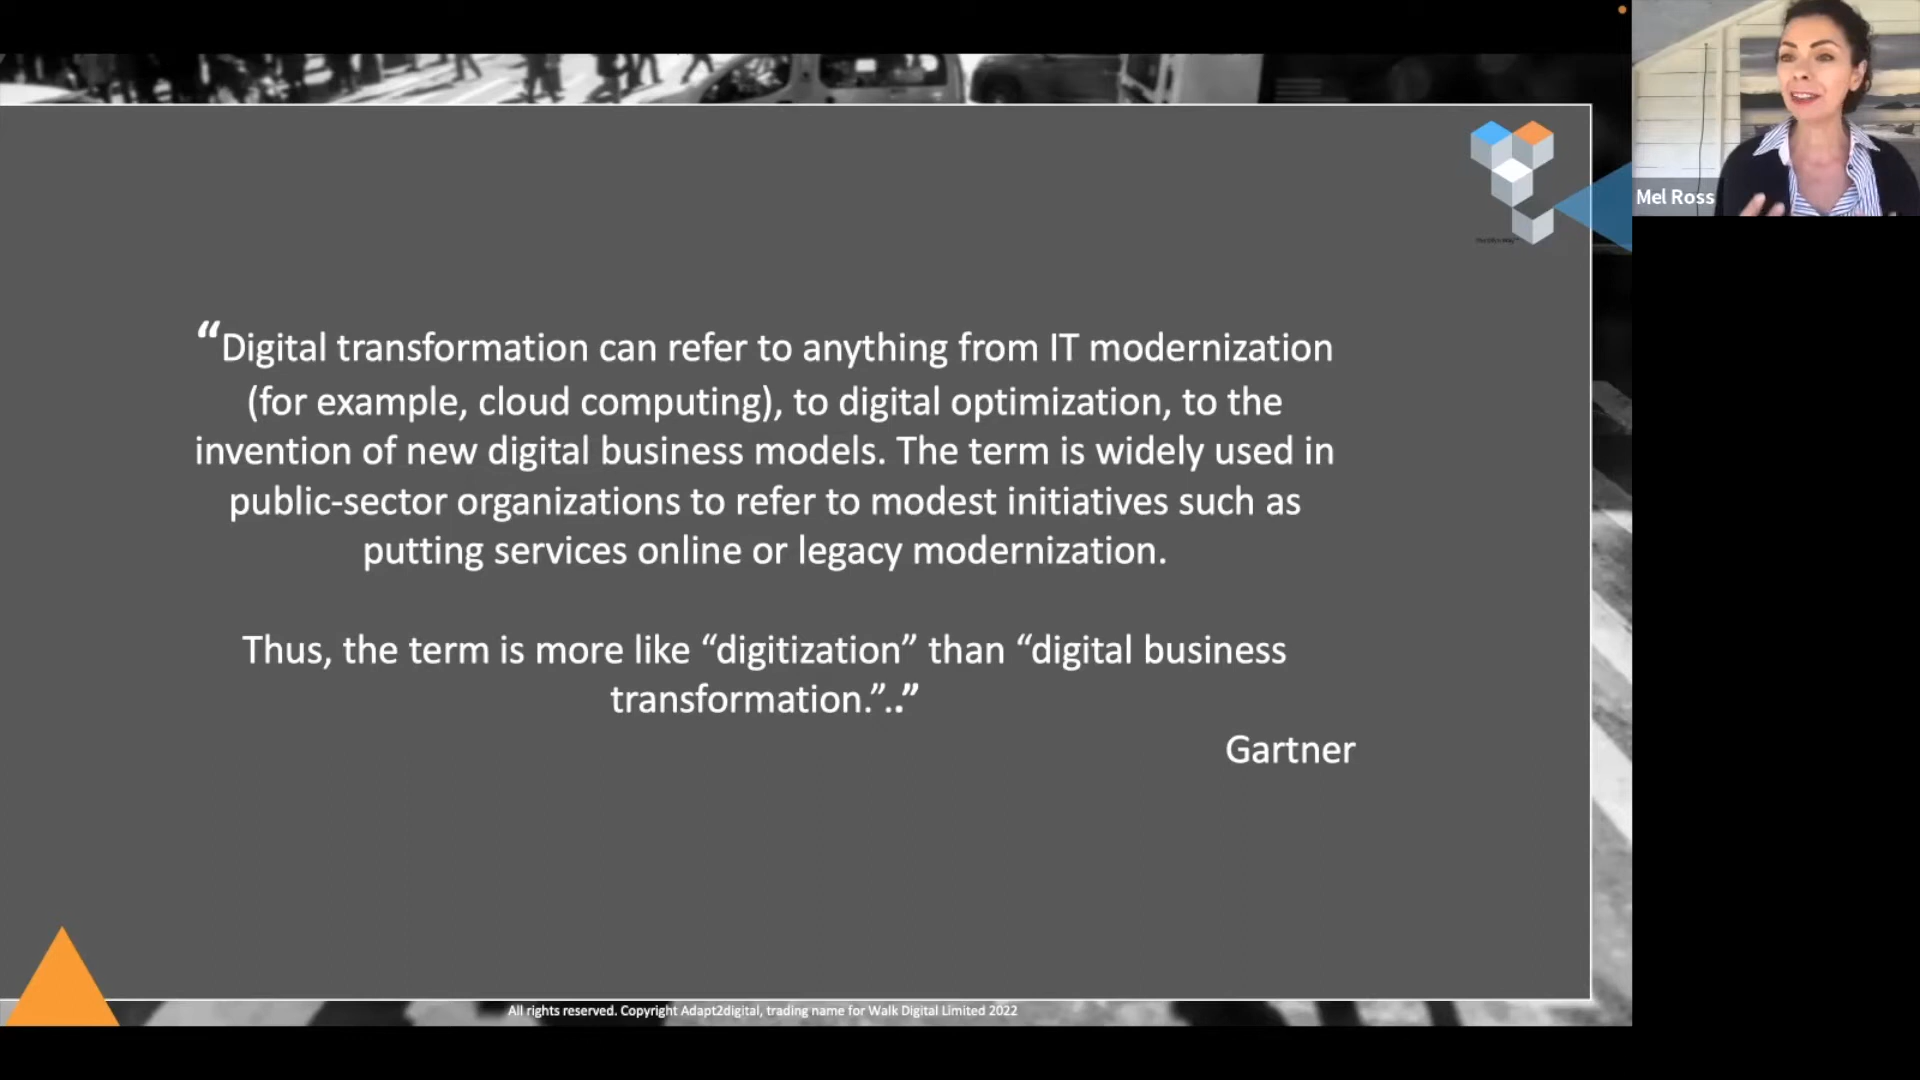 Mel Ross
“Digital transformation can refer to anything from IT modernization
(for example, cloud computing), to digital optimization, to the
invention of new digital business models. The term is widely used in
public-sector organizations to refer to modest initiatives such as
putting services online or legacy modernization.
Thus, the term is more like “digitization” than “digital business
transformation.”..”
Gartner
All rights reserved. Copyright Adapt2digital, trading name for Walk Digital Limited 2022